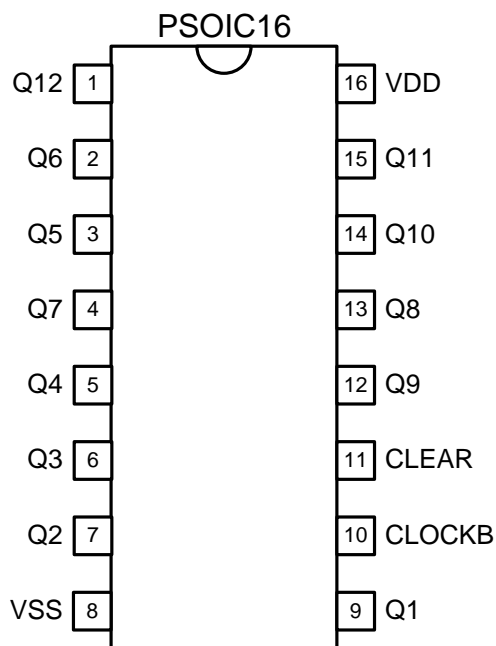 PSOIC16
Q12 1 16 VDD
Q6 2 15 Q11
Q5 3 14 Q10
Q7 4 13 Q8
Q4 5 12 Q9
Q3 6 11 CLEAR
Q2 7 10 CLOCKB
VSS 8 9 Q1